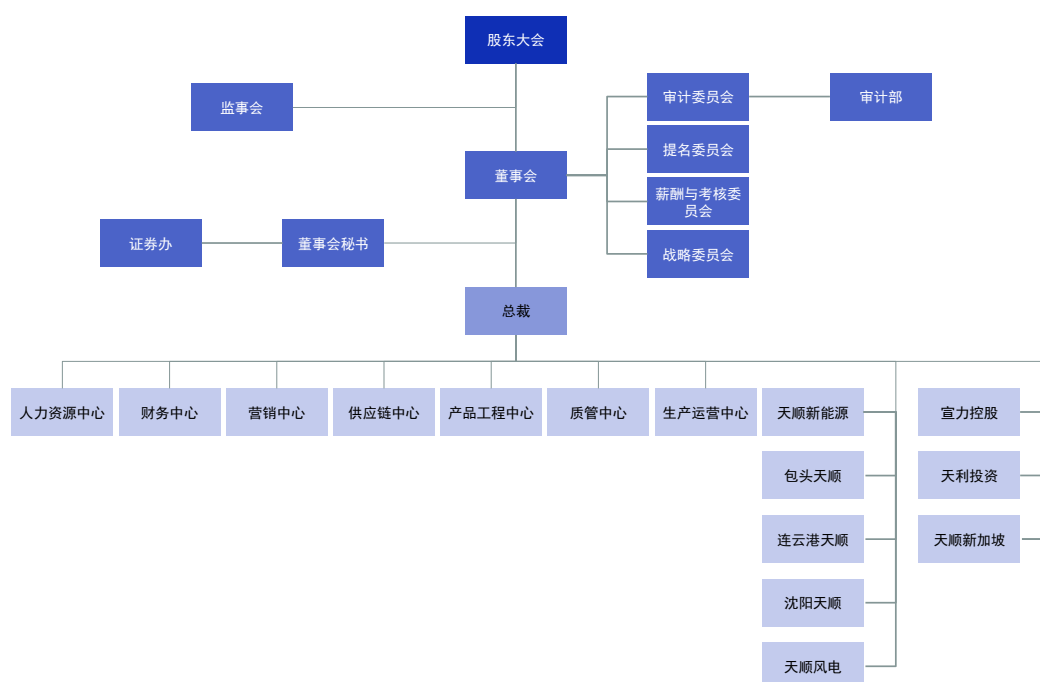 股东大会
监事会
审计委员会
审计部
提名委员会
董事会
薪酬与考核委
员会
证券办
董事会秘书
战略委员会
总裁
人力资源中心
财务中心
营销中心
供应链中心
产品工程中心
质管中心
生产运营中心
天顺新能源
宣力控股
包头天顺
天利投资
连云港天顺
天顺新加坡
沈阳天顺
天顺风电